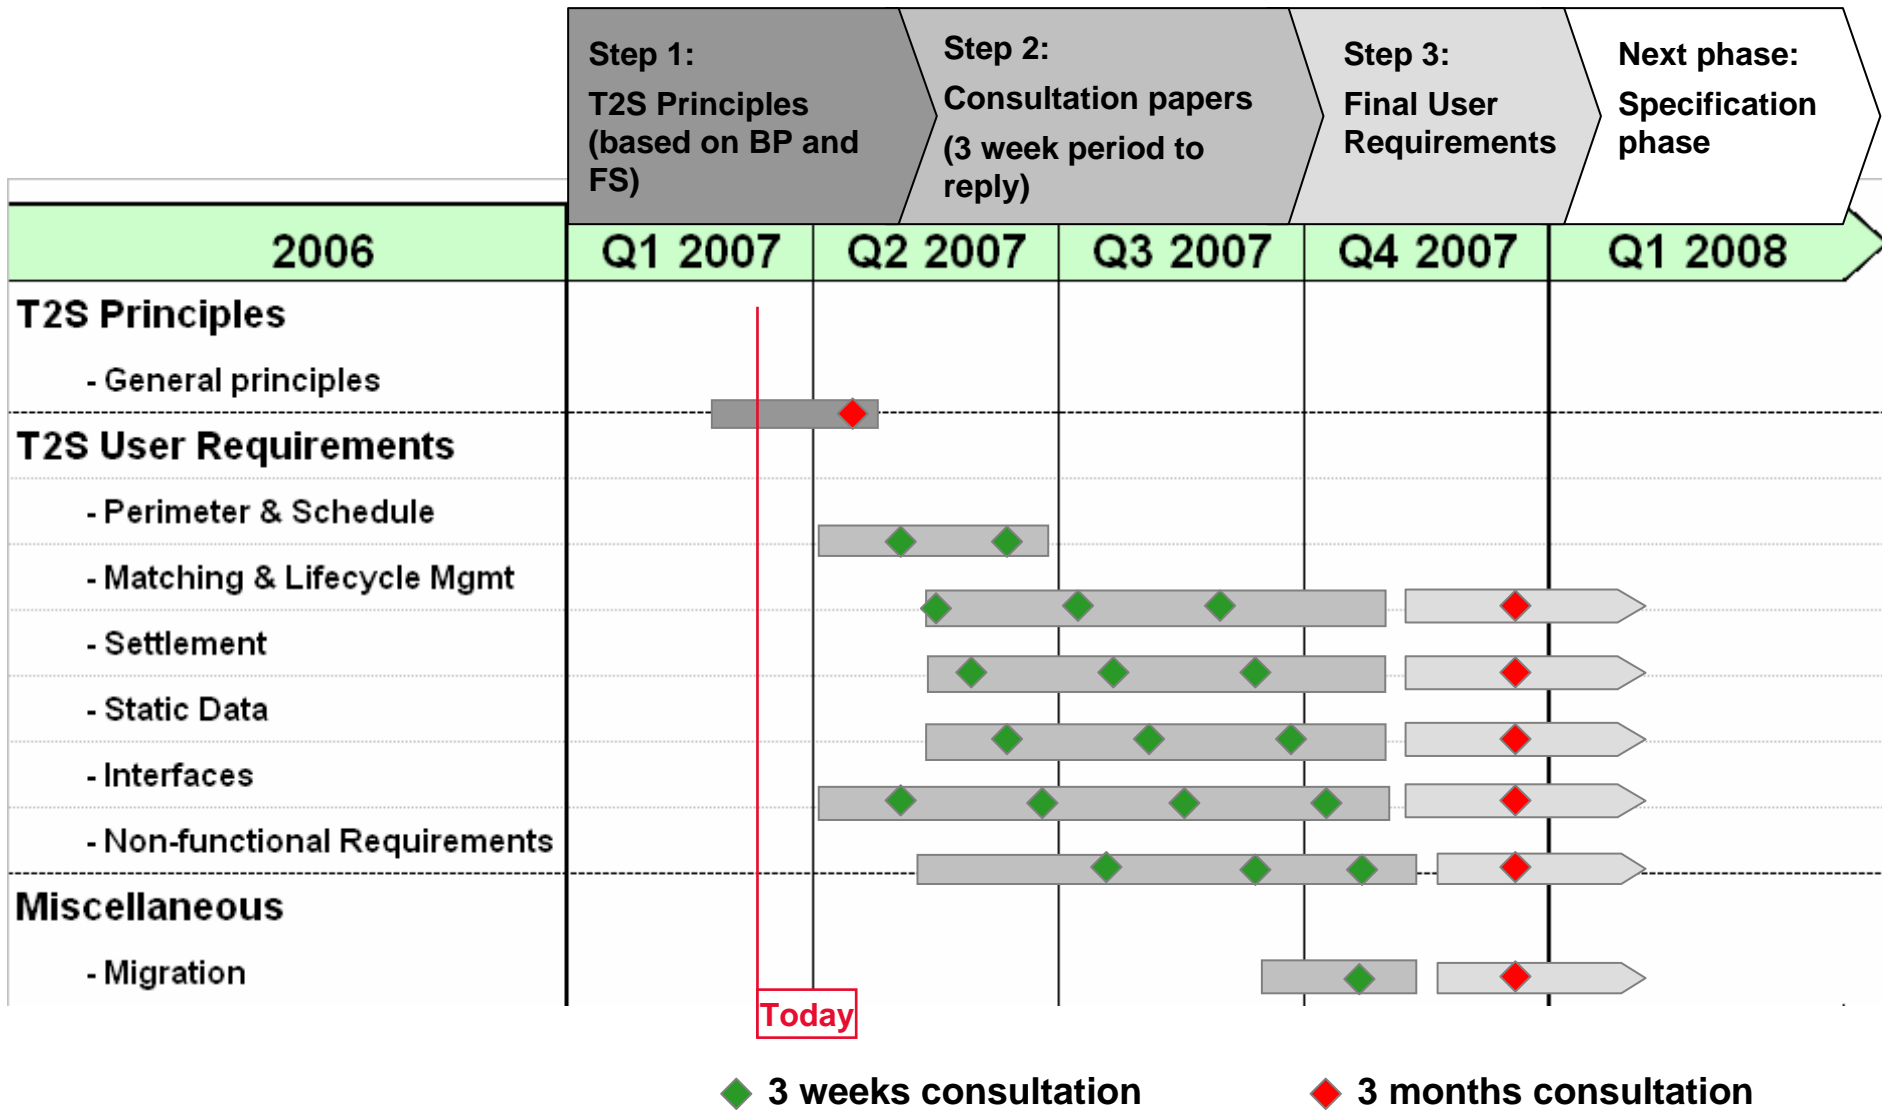 Step 1:
T2S Principles
(based on BP and
FS)
Step 2:
Consultation papers
(3 week period to
reply)
Step 3:
Final User
Requirements
Next phase:
Specification
phase
2006
Q1 2007
Q2 2007
Q3 2007
Q4 2007
Q1 2008
T2S Principles
- General principles
T2S User Requirements
- Perimeter & Schedule
- Matching & Lifecycle Mgmt
- Settlement
- Static Data
- Interfaces
- Non-functional Requirements
Miscellaneous
- Migration
Today
3 weeks consultation
3 months consultation